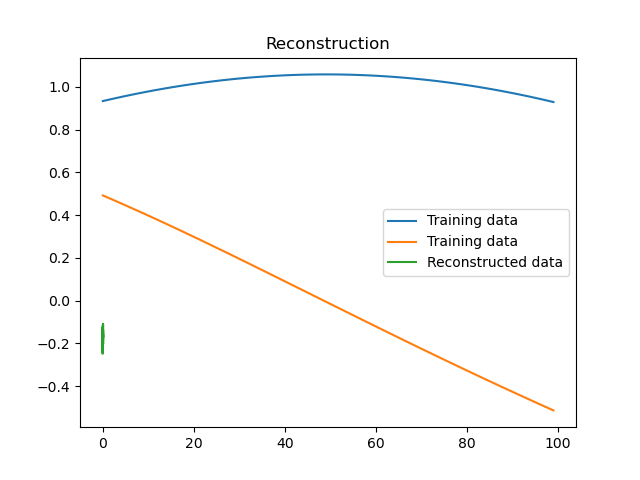 Reconstruction
1.0
0.8
0.6
0.4
0.2
0.0
−0.2
−0.4
Training data
Training data
Reconstructed data
0 20 40 60 80 100